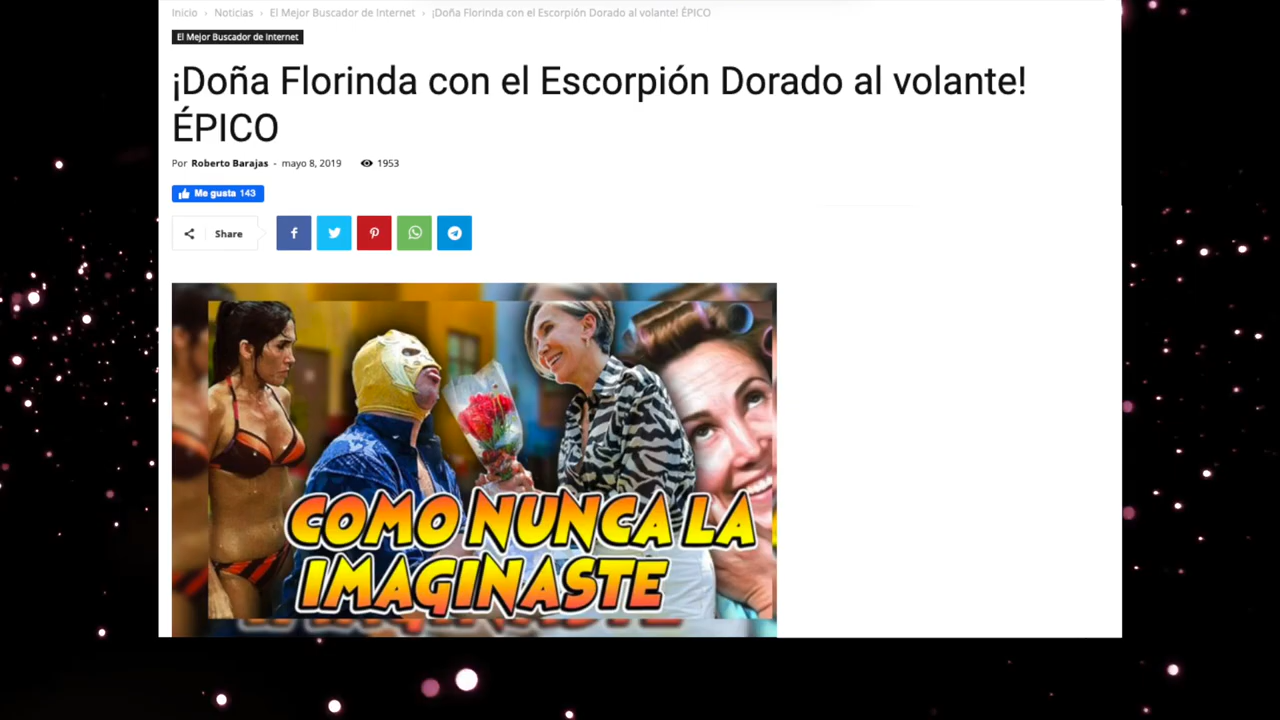 Inicio › Noticias › El Mejor Buscador de Internet › ¡Doña Florinda con el Escorpión Dorado al volante! ÉPICO
El Mejor Buscador de Internet
¡Doña Florinda con el Escorpión Dorado al volante!
ÉPICO
Por Roberto Barajas - mayo 8, 2019 1953
Me gusta 143
Share
COMO NUNCA LA
IMAGINASTE